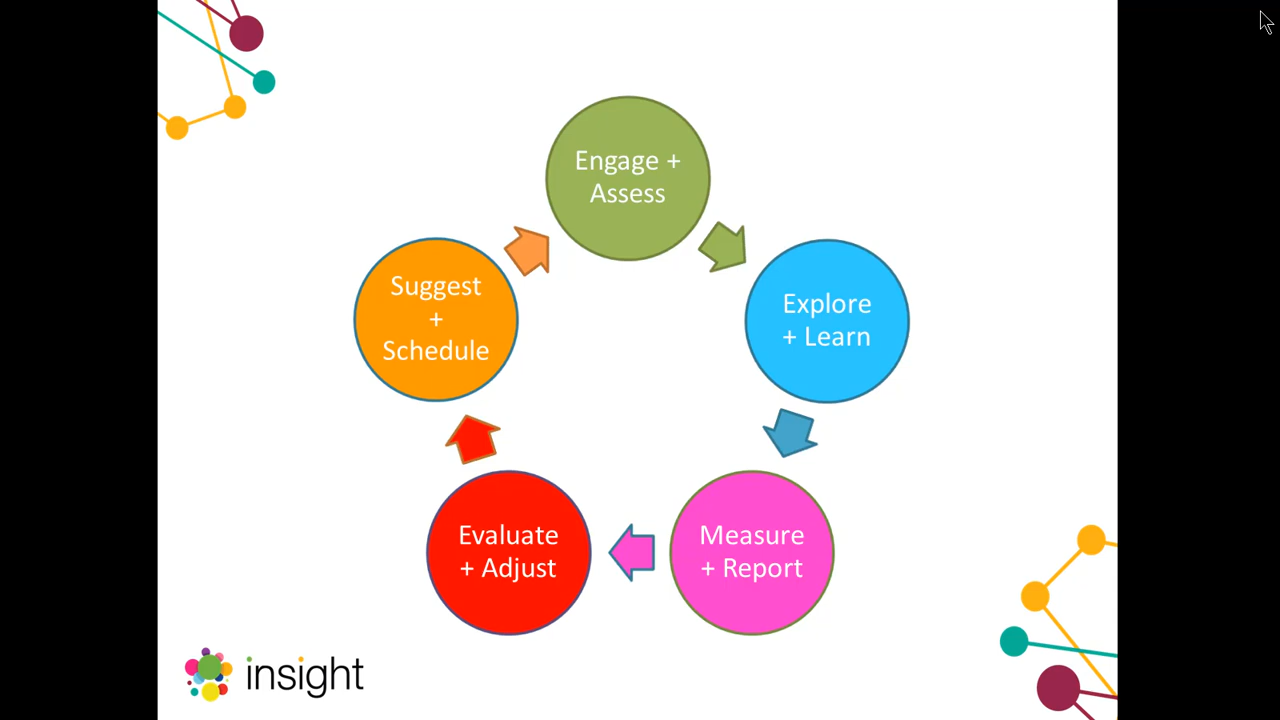 Engage +
Assess
Explore
+ Learn
Measure
+ Report
Evaluate
+ Adjust
Suggest
+
Schedule
insight